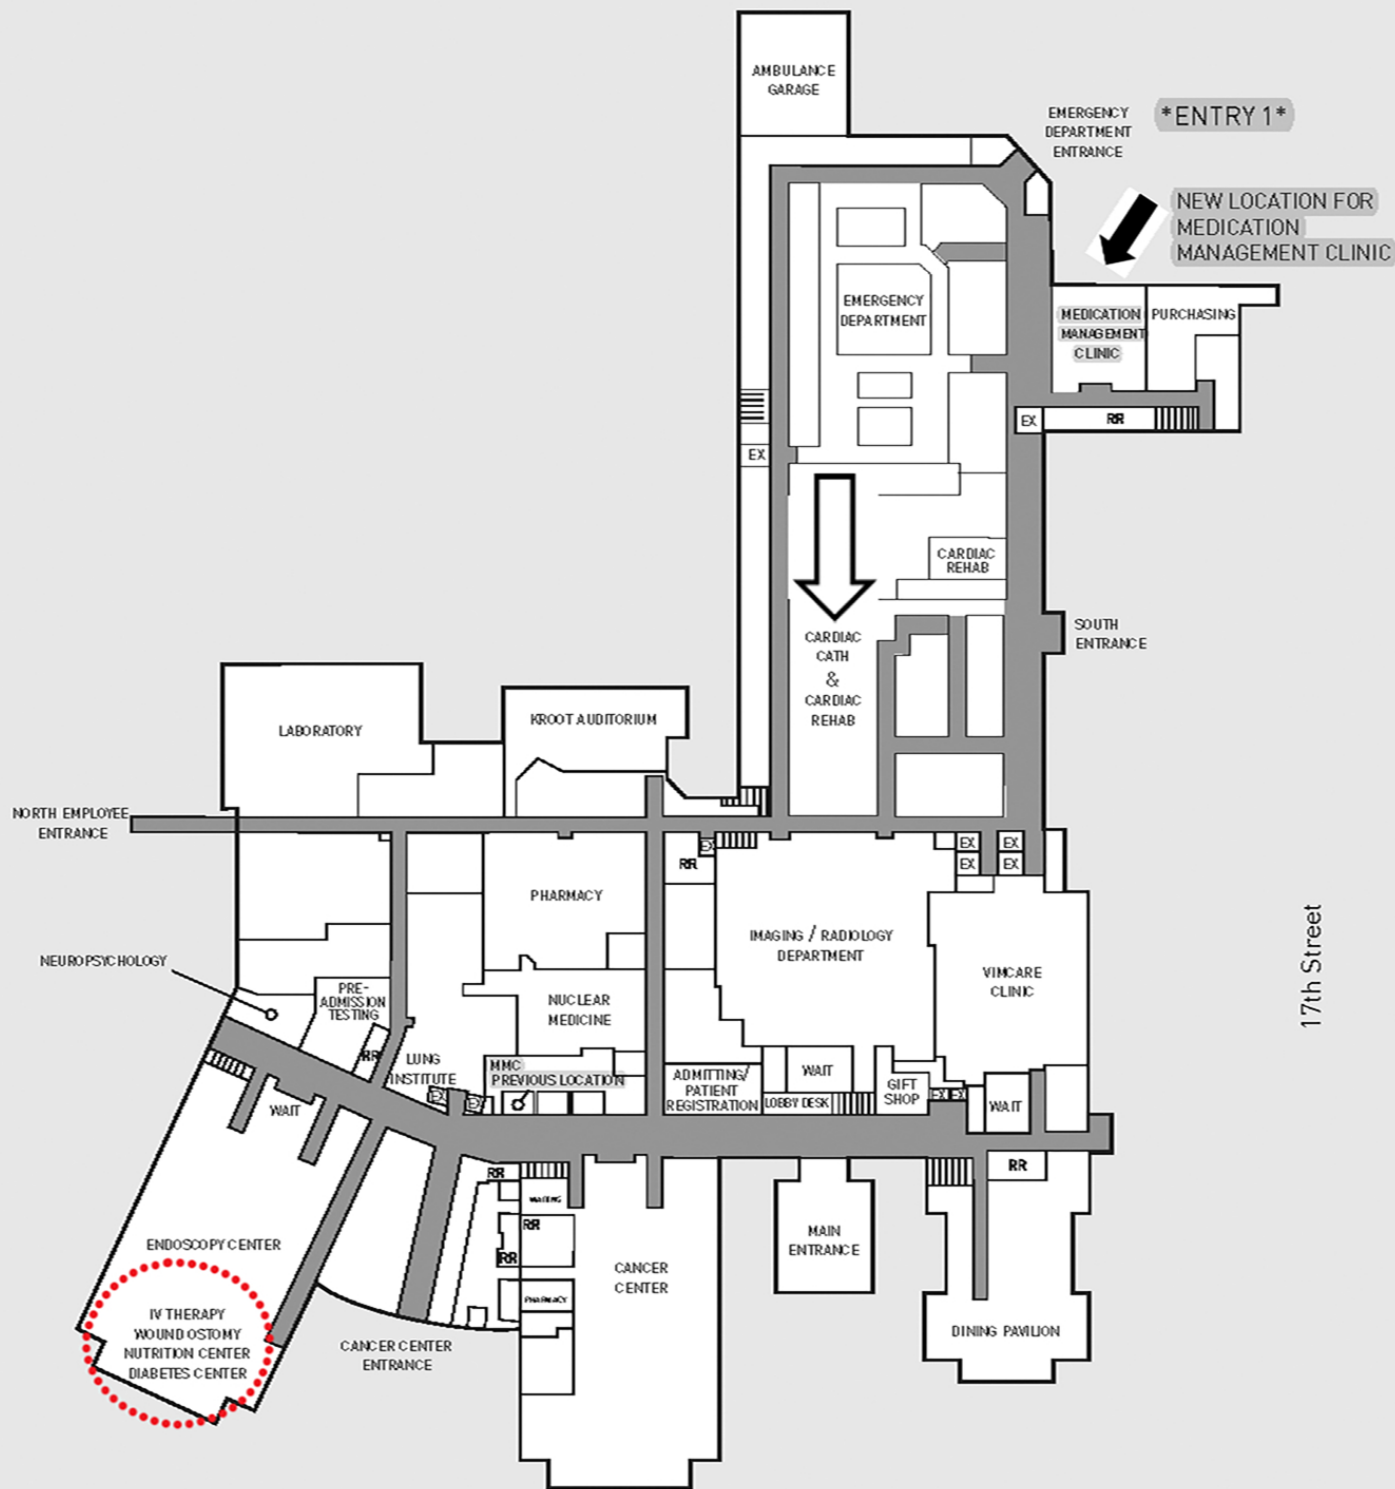 AMBULANCE
GARAGE
EMERGENCY
DEPARTMENT
ENTRANCE
*ENTRY 1*
NEW LOCATION FOR
MEDICATION
MANAGEMENT CLINIC
EMERGENCY
DEPARTMENT
MEDICATION
MANAGEMENT
CLINIC
PURCHASING
EX
RR
EX
CARDIAC
REHAB
SOUTH
ENTRANCE
CARDIAC
CATH
&
CARDIAC
REHAB
LABORATORY
KROOT AUDITORIUM
NORTH EMPLOYEE
ENTRANCE
EX
RR
EX
EX
EX
EX
PHARMACY
IMAGING / RADIOLOGY
DEPARTMENT
VIMCARE
CLINIC
17th Street
NEUROPSYCHOLOGY
PRE-
ADMISSION
TESTING
RR
NUCLEAR
MEDICINE
LUNG
INSTITUTE
MMC
PREVIOUS LOCATION
EX
EX
ADMITTING/
PATIENT
REGISTRATION
WAIT
LOBBY DESK
GIFT
SHOP
EX
EX
WAIT
WAIT
RR
WAITING
RR
RR
PHARMACY
RR
MAIN
ENTRANCE
CANCER
CENTER
DINING PAVILION
ENDOSCOPY CENTER
IV THERAPY
WOUND OSTOMY
NUTRITION CENTER
DIABETES CENTER
CANCER CENTER
ENTRANCE